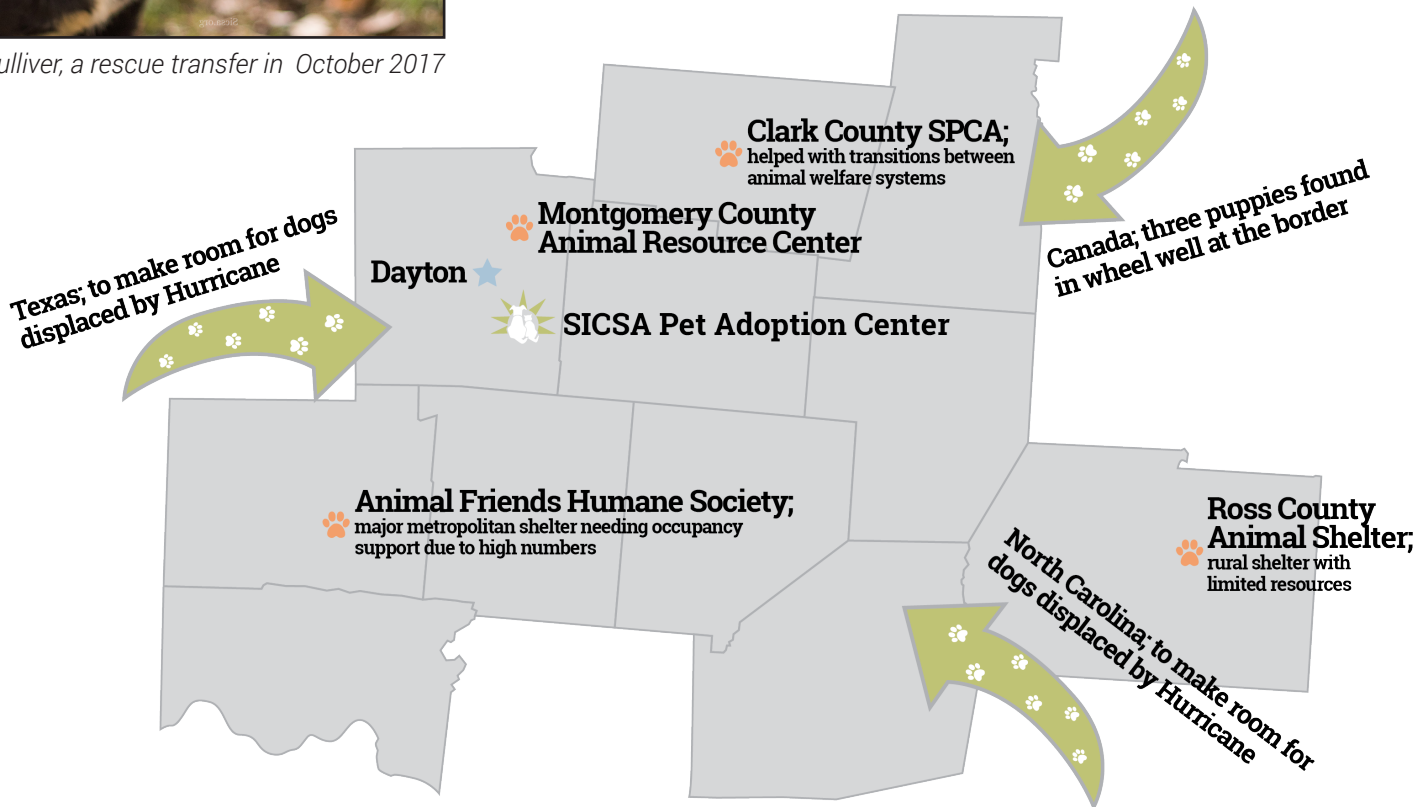 ulliver, a rescue transfer in October 2017
Clark County SPCA;
helped with transitions between
animal welfare systems
Montgomery County
Animal Resource Center
Dayton
SICSA Pet Adoption Center
Texas; to make room for dogs
displaced by Hurricane
Canada; three puppies found
in wheel well at the border
Animal Friends Humane Society;
major metropolitan shelter needing occupancy
support due to high numbers
Ross County
Animal Shelter;
rural shelter with
limited resources
North Carolina; to make room for
dogs displaced by Hurricane